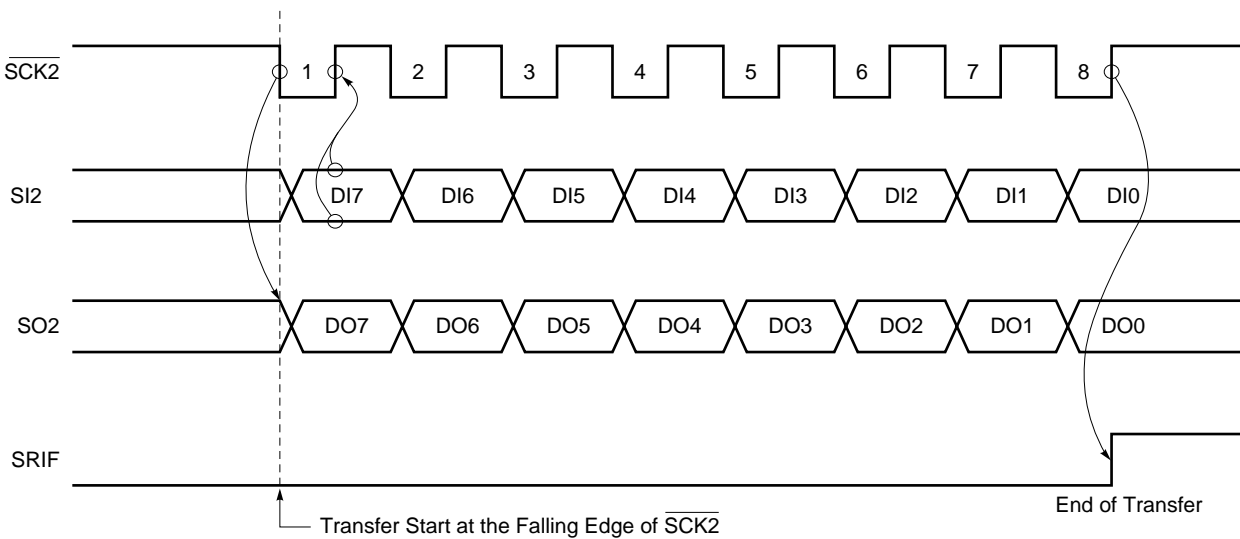 SCK2
1 2 3 4 5 6 7 8
SI2
DI7 DI6 DI5 DI4 DI3 DI2 DI1 DI0
SO2
DO7 DO6 DO5 DO4 DO3 DO2 DO1 DO0
SRIF
End of Transfer
Transfer Start at the Falling Edge of SCK2